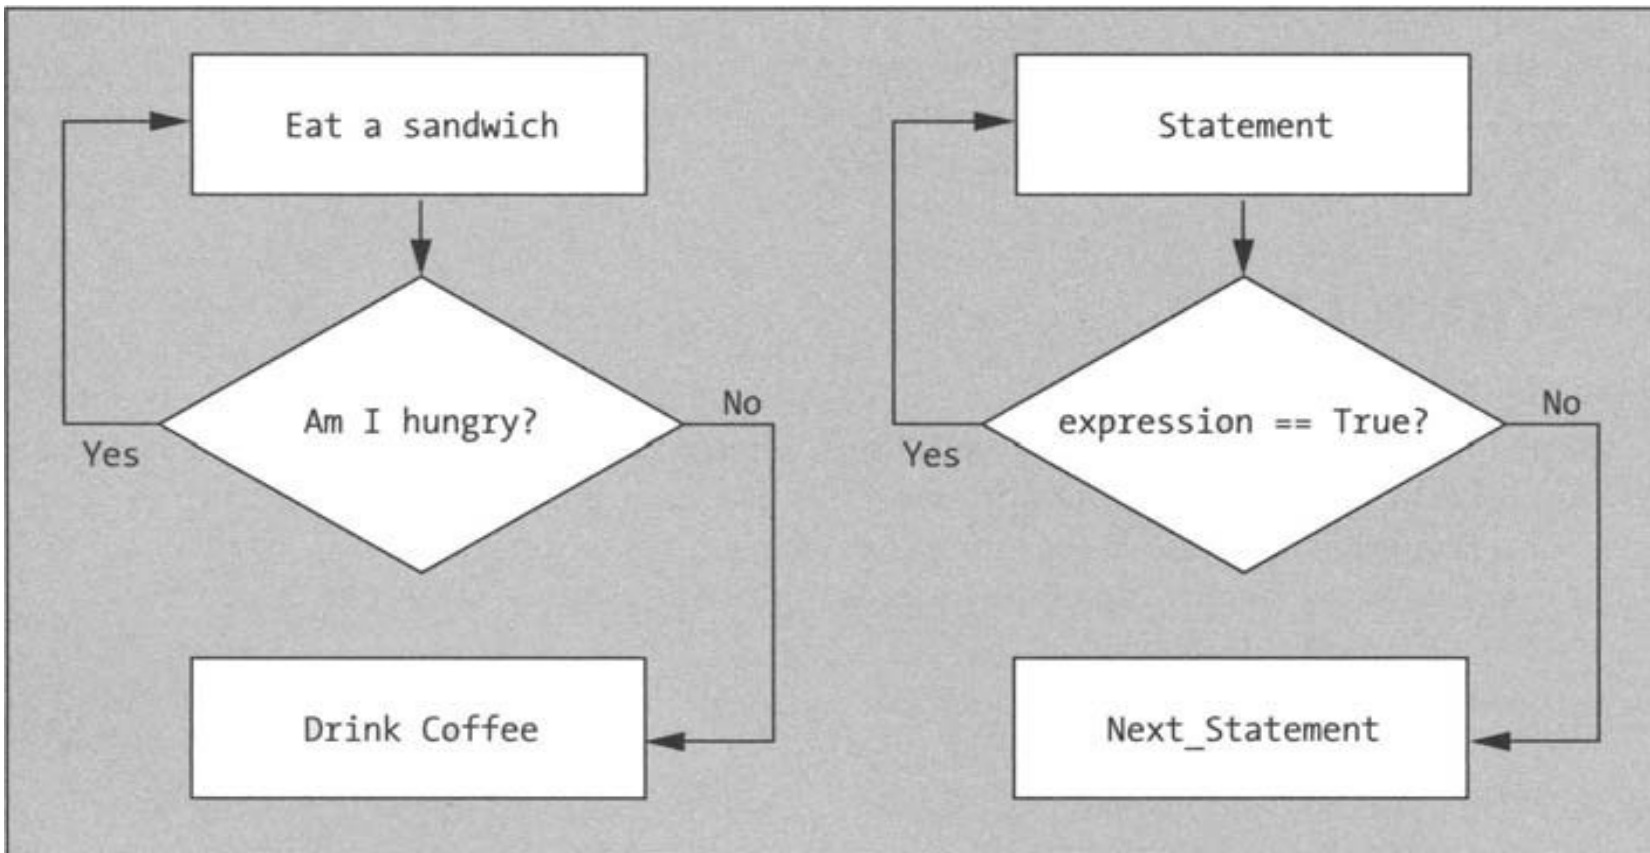 Eat a sandwich
Am I hungry?
Yes
No
Drink Coffee
Statement
expression == True?
Yes
No
Next_Statement